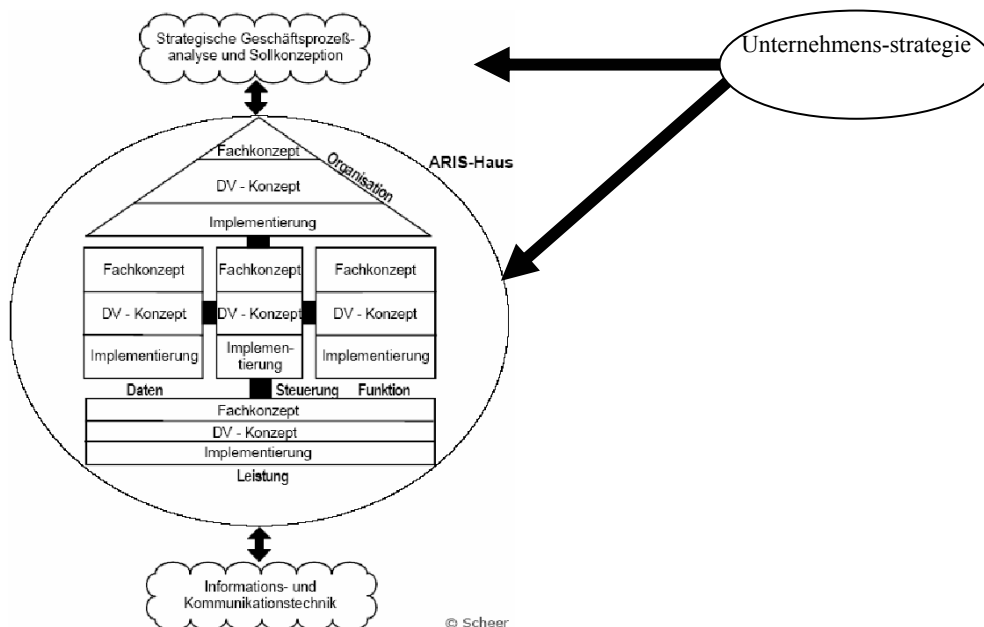 Strategische Geschäftsprozeß-
analyse und Sollkonzeption
Unternehmens-strategie
ARIS-Haus
Fachkonzept
Organisation
DV - Konzept
Implementierung
Fachkonzept
Fachkonzept
Fachkonzept
DV - Konzept
DV - Konzept
DV - Konzept
Implementierung
Implemen-
tierung
Implementierung
Daten
Steuerung
Funktion
Fachkonzept
DV - Konzept
Implementierung
Leistung
Informations- und
Kommunikationstechnik
© Scheer